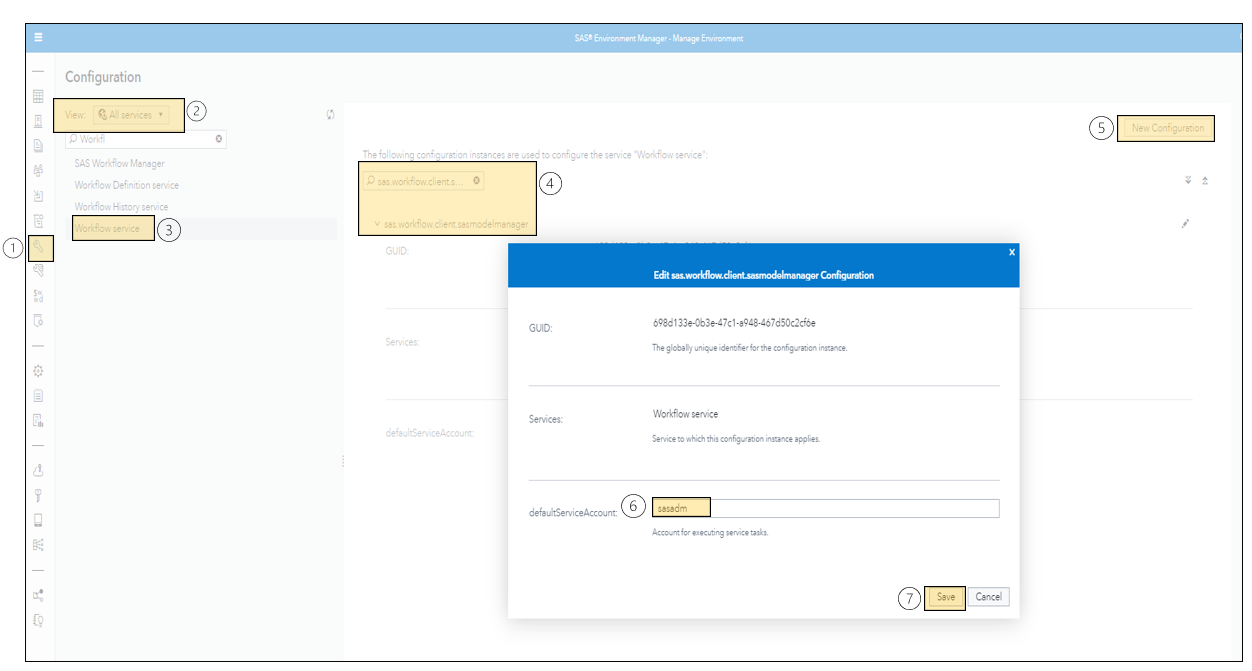 SAS® Environment Manager - Manage Environment
Configuration
View: All services
2
Workfl
SAS Workflow Manager
Workflow Definition service
Workflow History service
Workflow service
3
1
5
New Configuration
The following configuration instances are used to configure the service "Workflow service":
sas.workflow.client.s...
4
sas.workflow.client.sasmodelmanager
GUID:
Services:
defaultServiceAccount:
x
Edit sas.workflow.client.sasmodelmanager Configuration
GUID:
698d133e-0b3e-47c1-a948-467d50c2cf6e
The globally unique identifier for the configuration instance.
Services:
Workflow service
Service to which this configuration instance applies.
defaultServiceAccount:
6
sasadm
Account for executing service tasks.
7
Save
Cancel